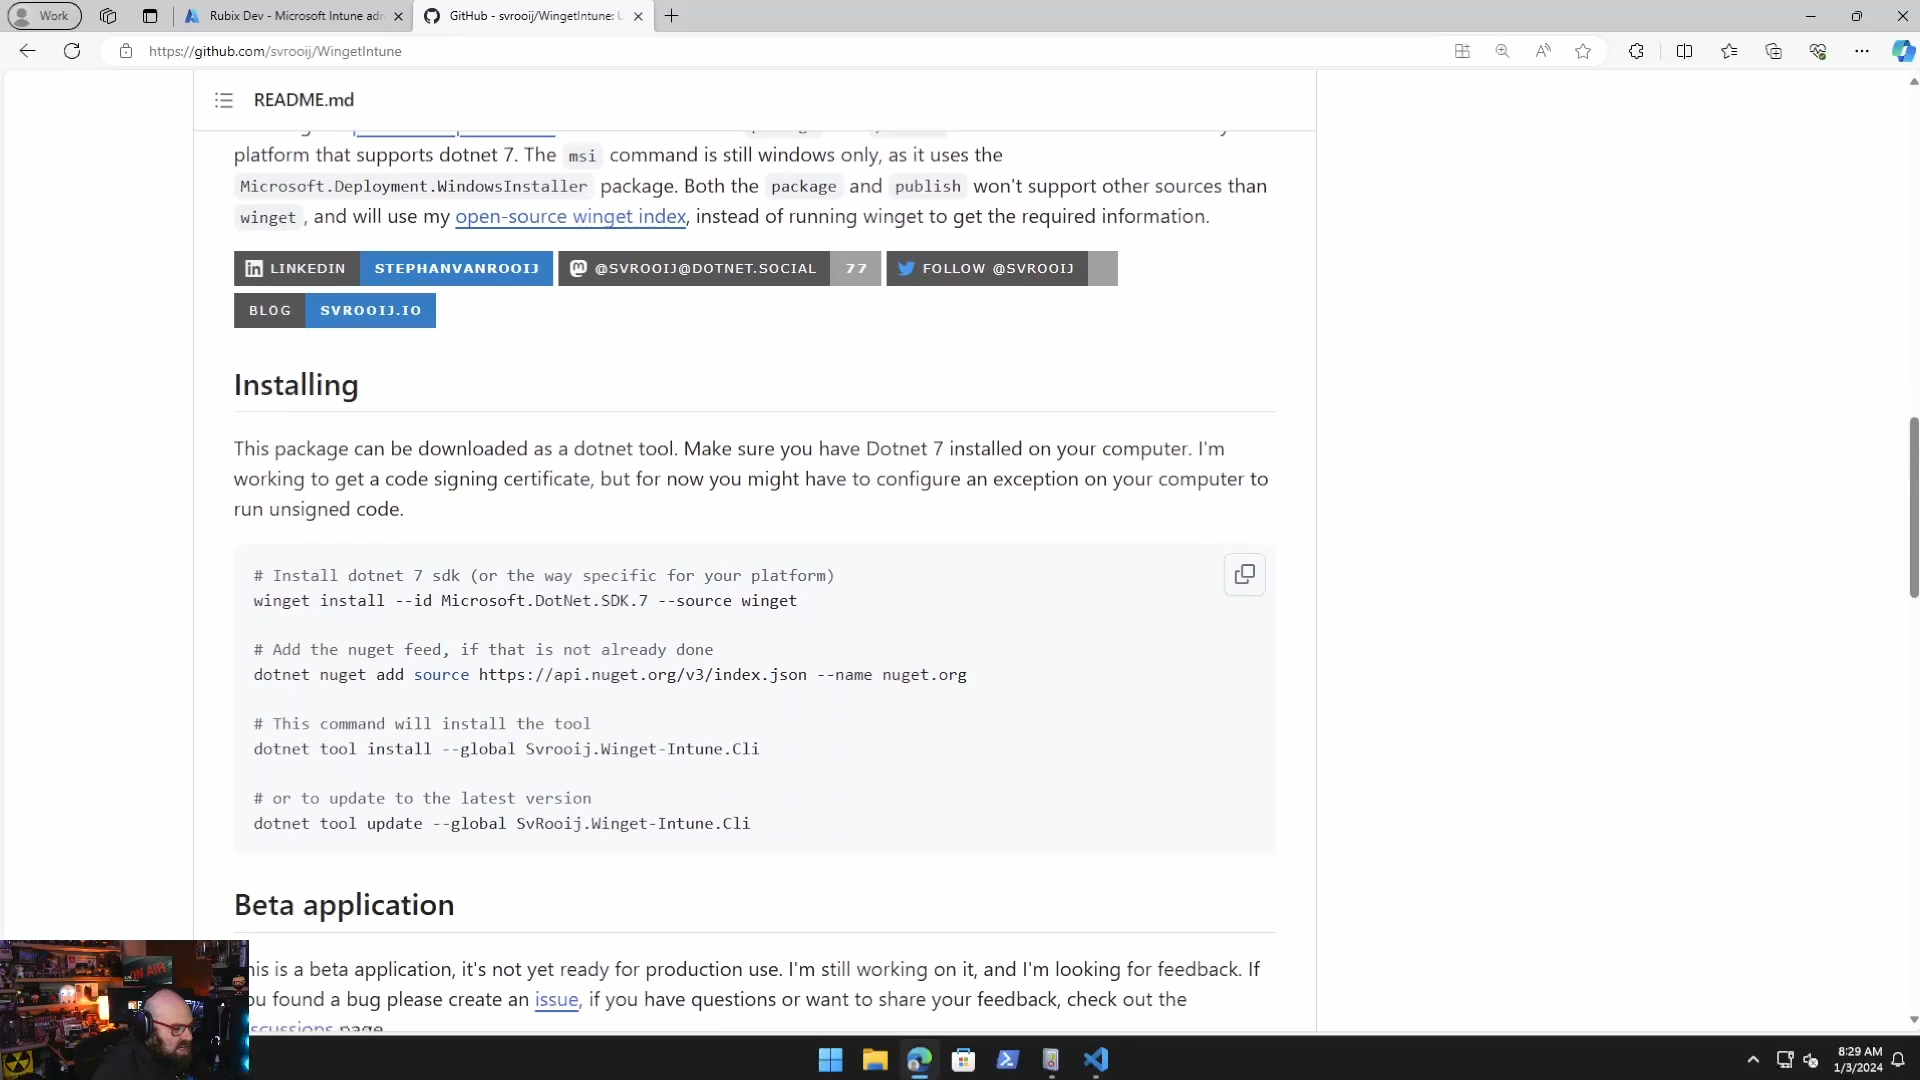 Work
Rubix Dev - Microsoft Intune adn
GitHub - svrooij/WingetIntune: U
https://github.com/svrooij/WingetIntune
README.md
platform that supports dotnet 7. The msi command is still windows only, as it uses the
Microsoft.Deployment.WindowsInstaller package. Both the package and publish won't support other sources than
winget , and will use my open-source winget index, instead of running winget to get the required information.
LINKEDIN STEPHANVANROOIJ @SVROOIJ@DOTNET.SOCIAL 77 FOLLOW @SVROOIJ
BLOG SVROOIJ.IO
Installing
This package can be downloaded as a dotnet tool. Make sure you have Dotnet 7 installed on your computer. I'm
working to get a code signing certificate, but for now you might have to configure an exception on your computer to
run unsigned code.
# Install dotnet 7 sdk (or the way specific for your platform)
winget install --id Microsoft.DotNet.SDK.7 --source winget
# Add the nuget feed, if that is not already done
dotnet nuget add source https://api.nuget.org/v3/index.json --name nuget.org
# This command will install the tool
dotnet tool install --global Svrooij.Winget-Intune.Cli
# or to update to the latest version
dotnet tool update --global SvRooij.Winget-Intune.Cli
Beta application
his is a beta application, it's not yet ready for production use. I'm still working on it, and I'm looking for feedback. If
u found a bug please create an issue, if you have questions or want to share your feedback, check out the
scussions page
ON AIR
8:29 AM
1/3/2024